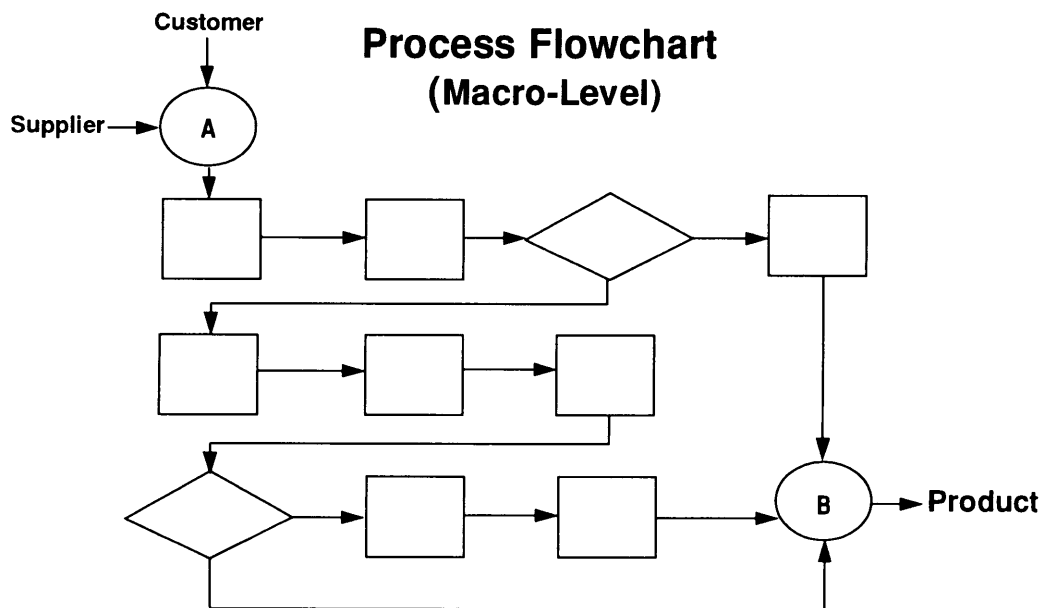 Customer
Process Flowchart
(Macro-Level)
Supplier
A
B
Product